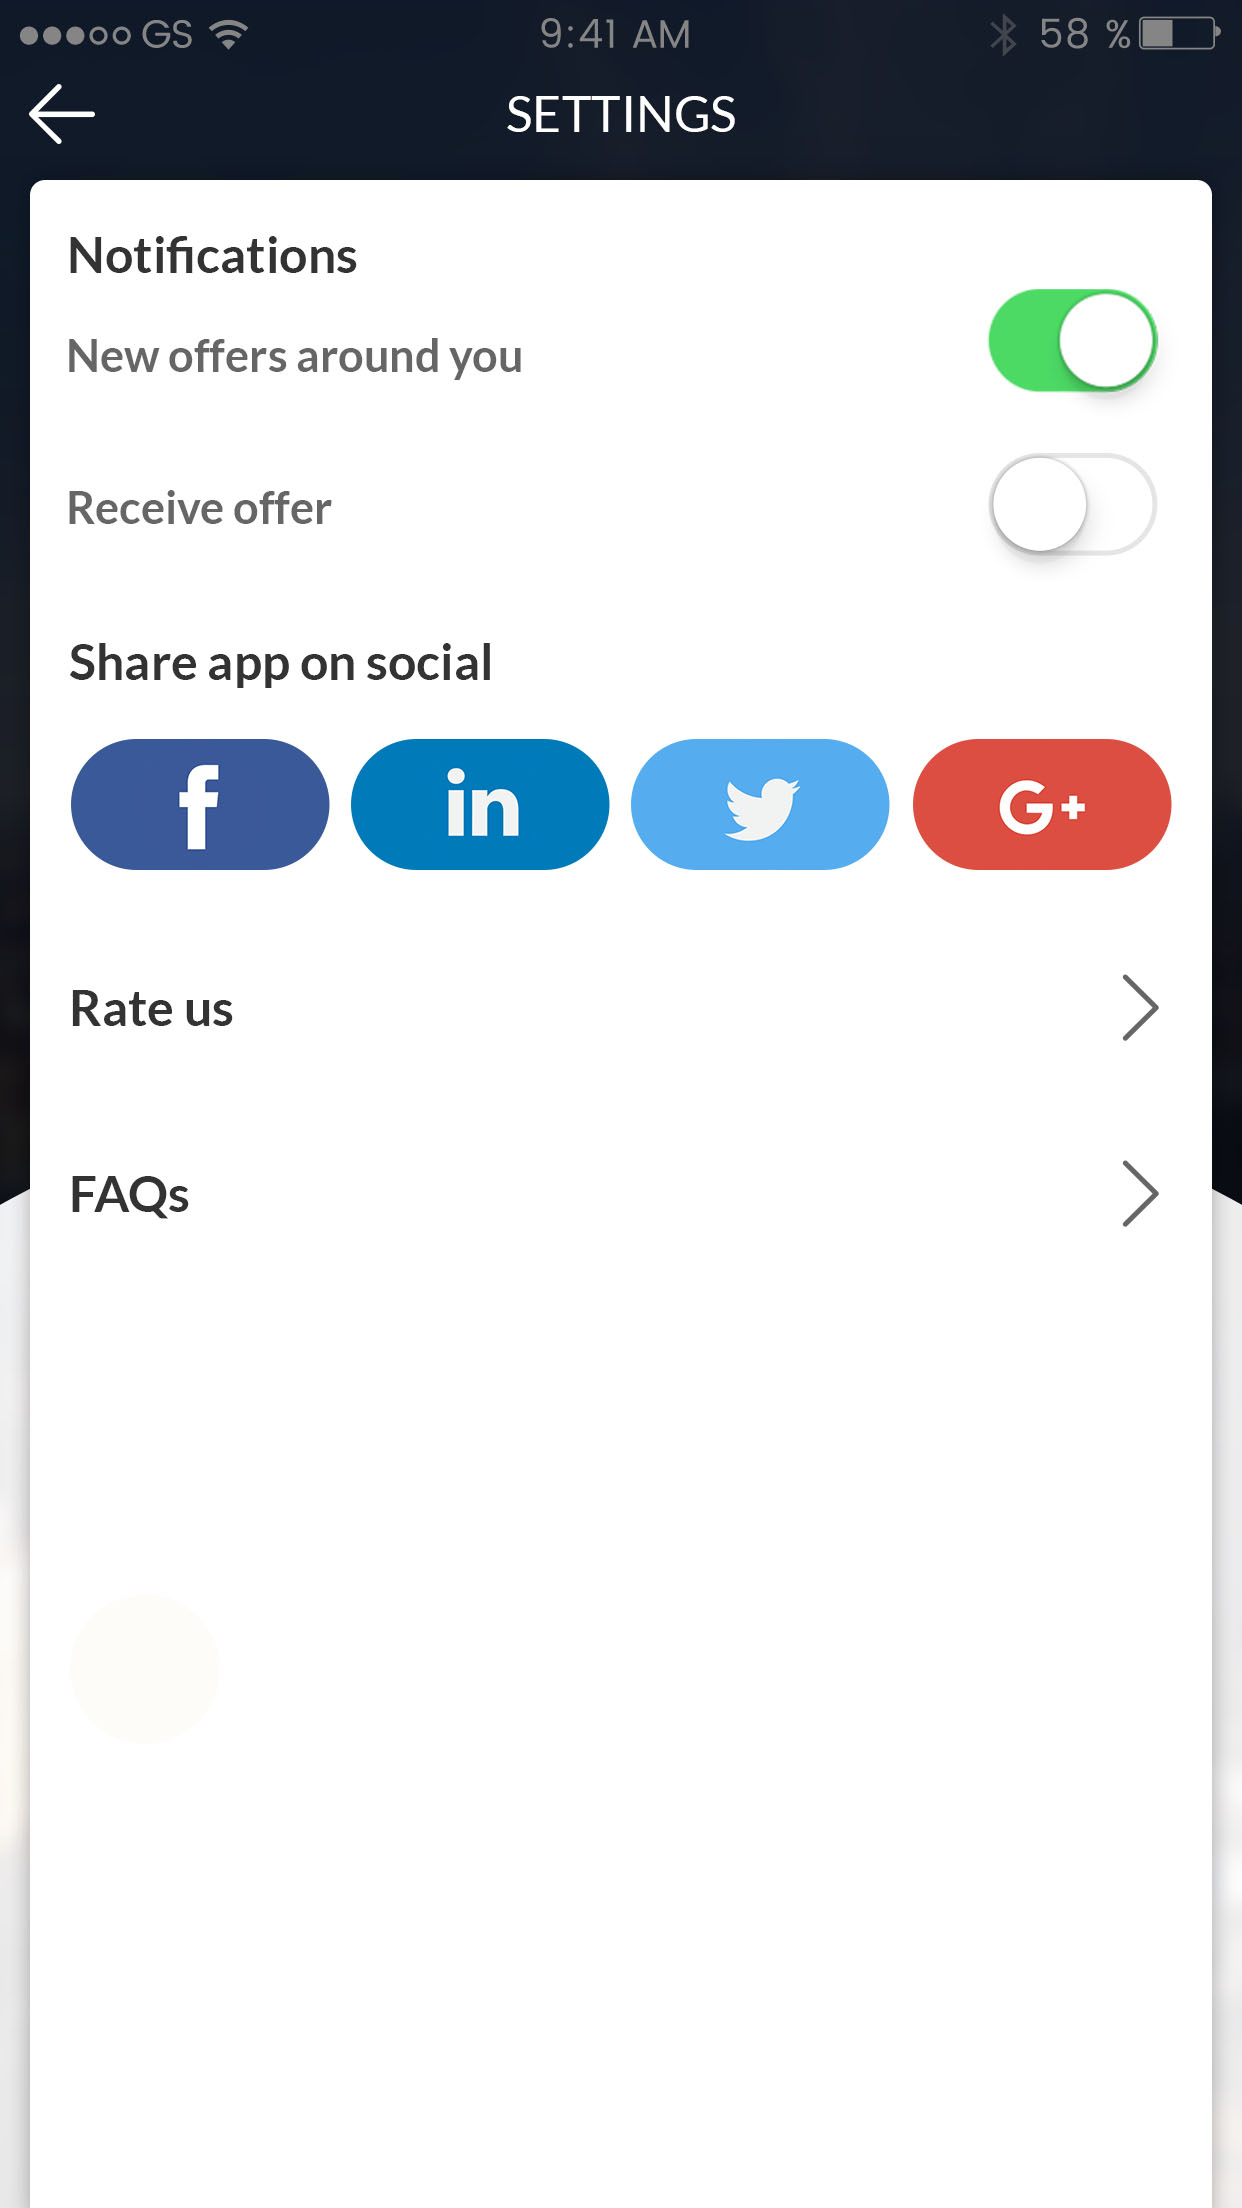 GS 9:41 AM 58 %
SETTINGS
Notifications
New offers around you
Receive offer
Share app on social
f in G+
Rate us
FAQs